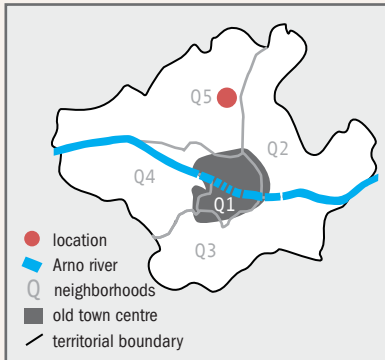 Q5
Q2
Q4
Q1
Q3
location
Arno river
Q neighborhoods
old town centre
territorial boundary